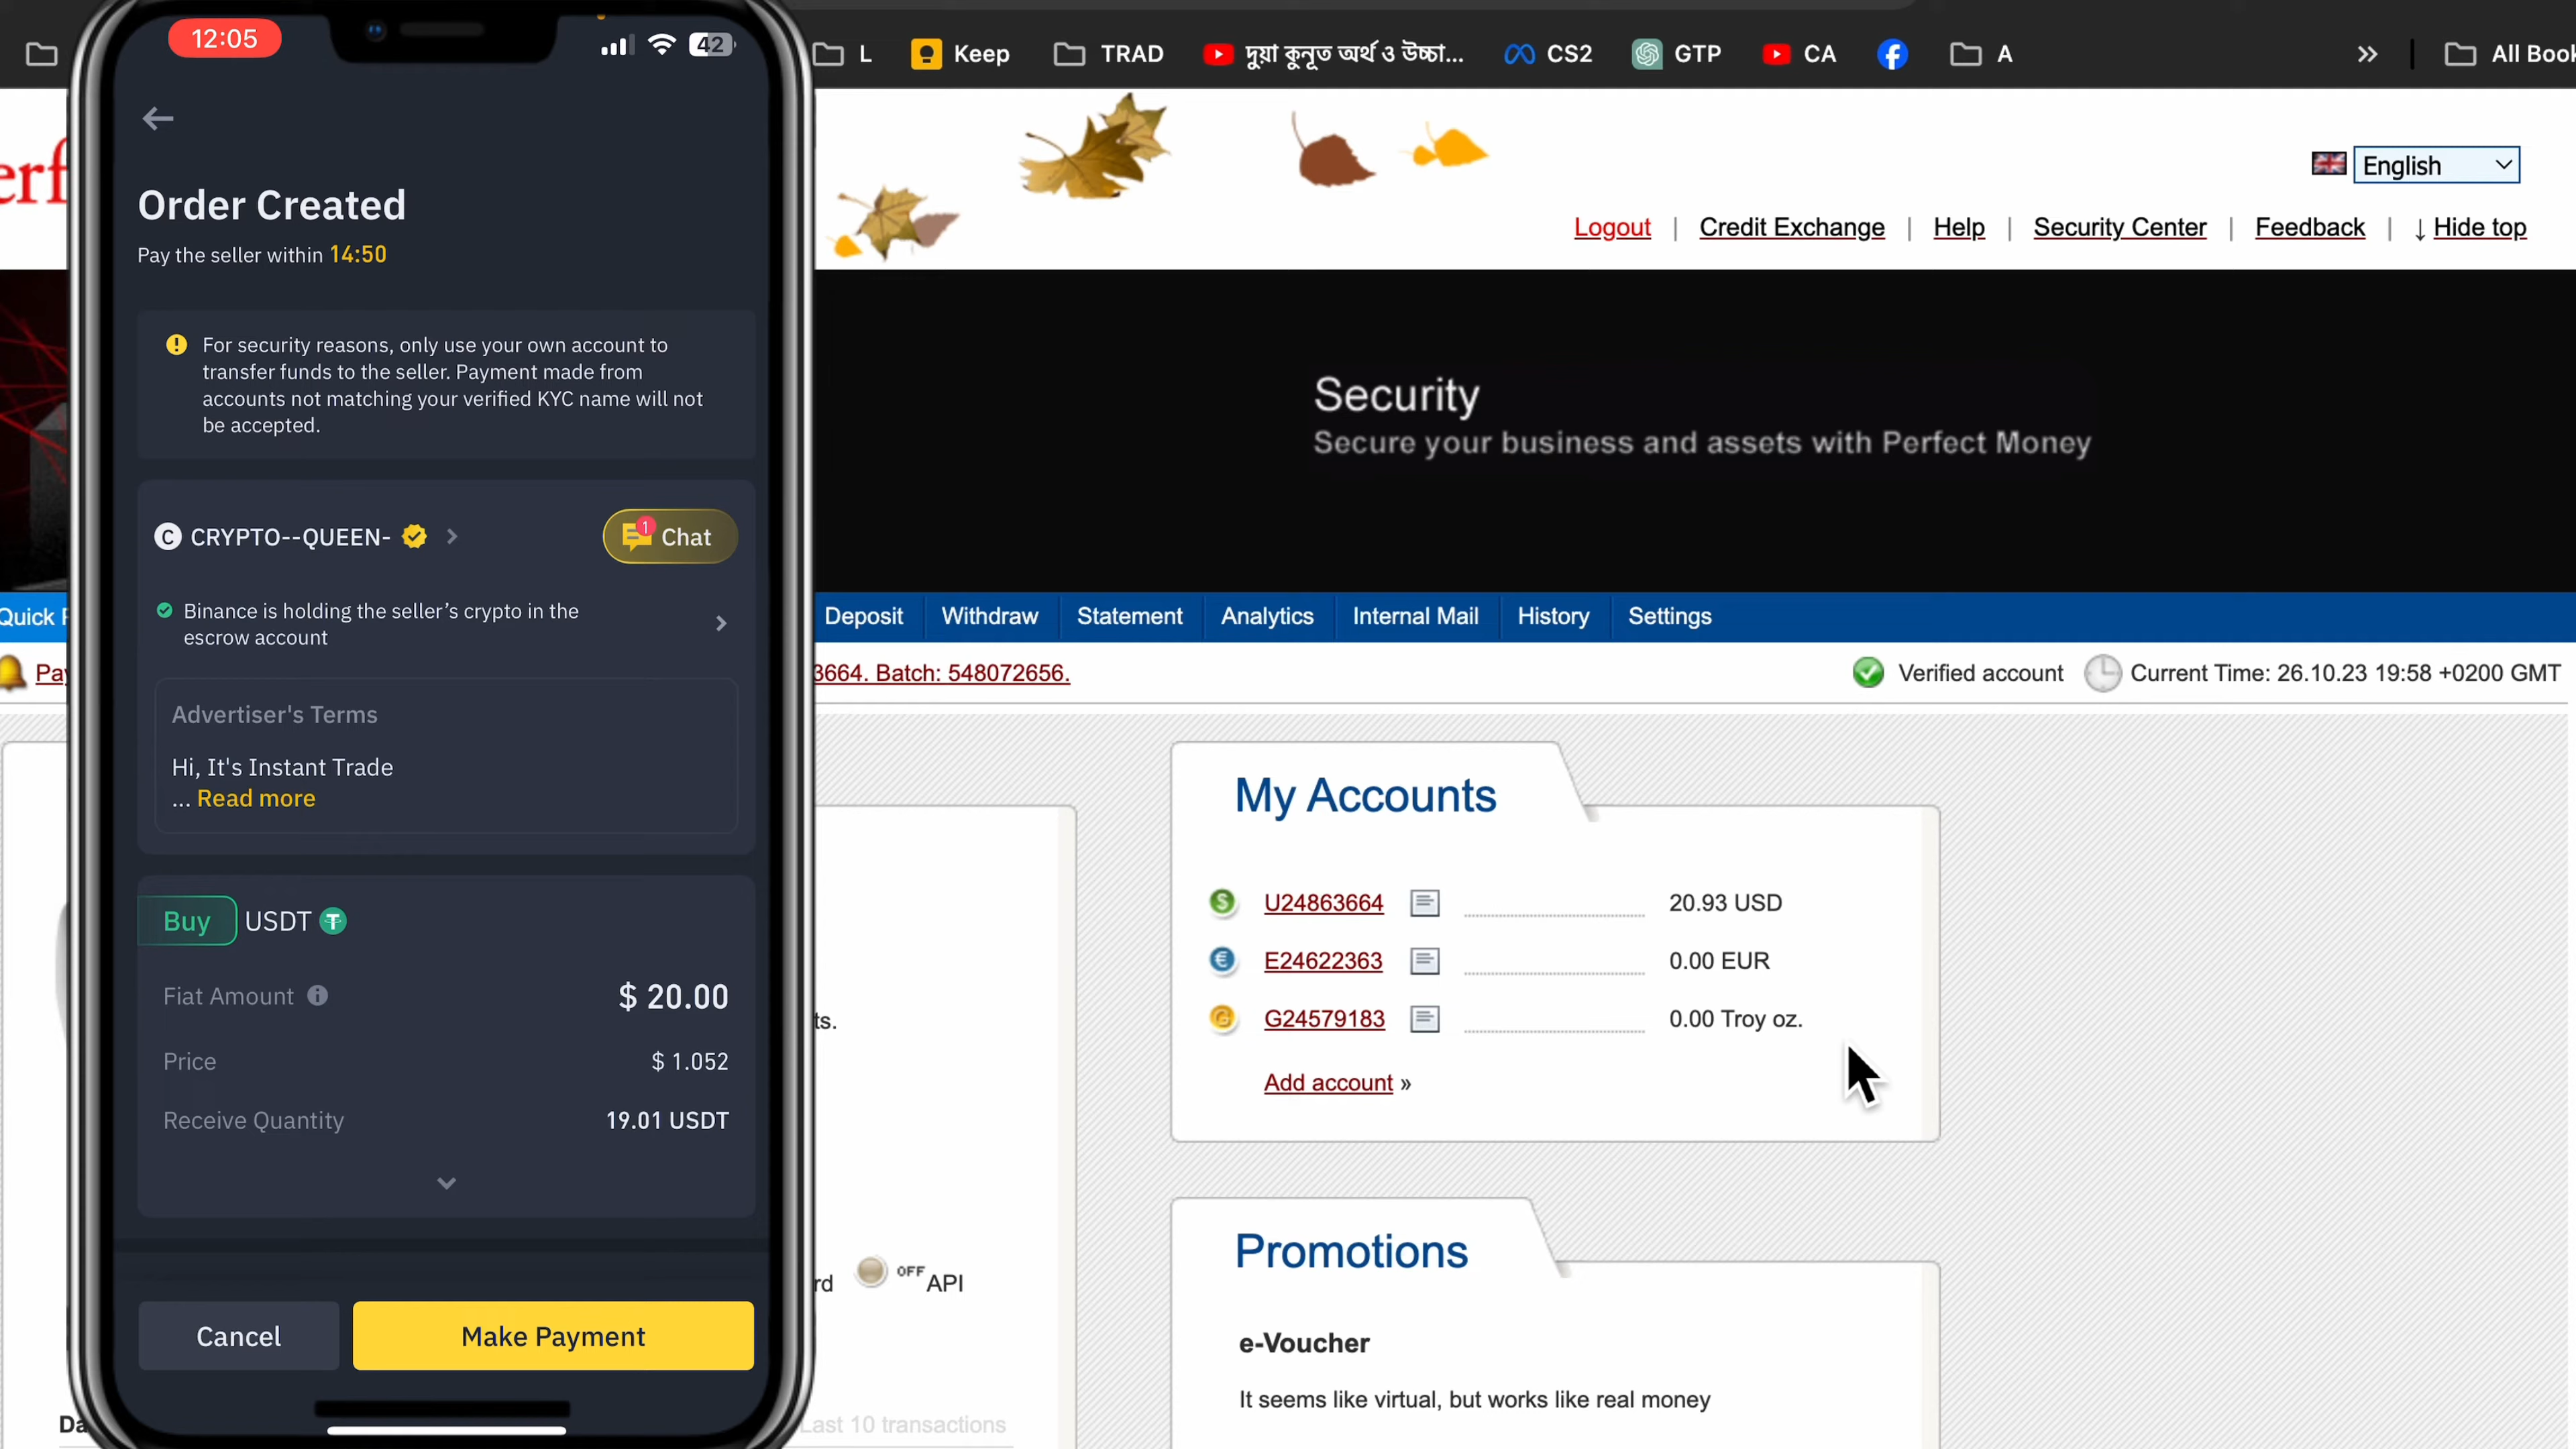 12:05
42
Order Created
Pay the seller within 14:50
For security reasons, only use your own account to
transfer funds to the seller. Payment made from
accounts not matching your verified KYC name will not
be accepted.
C CRYPTO--QUEEN-
1 Chat
Binance is holding the seller's crypto in the
escrow account
Advertiser's Terms
Hi, It's Instant Trade
... Read more
Buy USDT
Fiat Amount $ 20.00
Price $ 1.052
Receive Quantity 19.01 USDT
Cancel Make Payment
L Keep TRAD দুয়া কুনূত অর্থ ও উচ্চা... CS2 GTP CA A » All Book
erf
English
Logout | Credit Exchange | Help | Security Center | Feedback | ↓ Hide top
Security
Secure your business and assets with Perfect Money
Quick Deposit Withdraw Statement Analytics Internal Mail History Settings
Pay 3664. Batch: 548072656. Verified account Current Time: 26.10.23 19:58 +0200 GMT
My Accounts
U24863664 20.93 USD
E24622363 0.00 EUR
G24579183 0.00 Troy oz.
Add account »
ts.
Promotions
rd OFF API
e-Voucher
It seems like virtual, but works like real money
Da Last 10 transactions